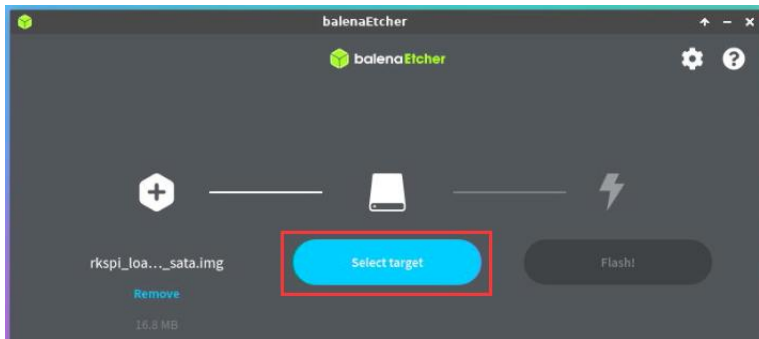 balenaEtcher
balenaEtcher
rkspi_loa..._sata.img
Select target
Flash!
Remove
16.8 MB